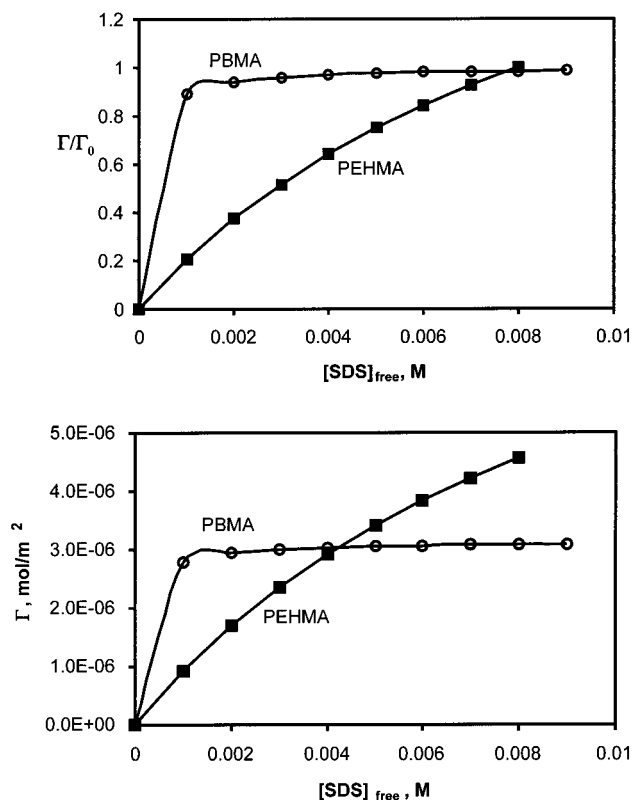 1.2
PBMA
1
0.8
Γ/Γ₀
0.6
PEHMA
0.4
0.2
0
0 0.002 0.004 0.006 0.008 0.01
[SDS]free, M
5.0E-06
4.0E-06
PBMA
3.0E-06
Γ, mol/m²
2.0E-06
PEHMA
1.0E-06
0.0E+00
0 0.002 0.004 0.006 0.008 0.01
[SDS] free , M